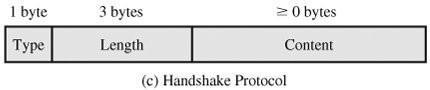 1 byte 3 bytes ≥ 0 bytes
Type Length Content
(c) Handshake Protocol